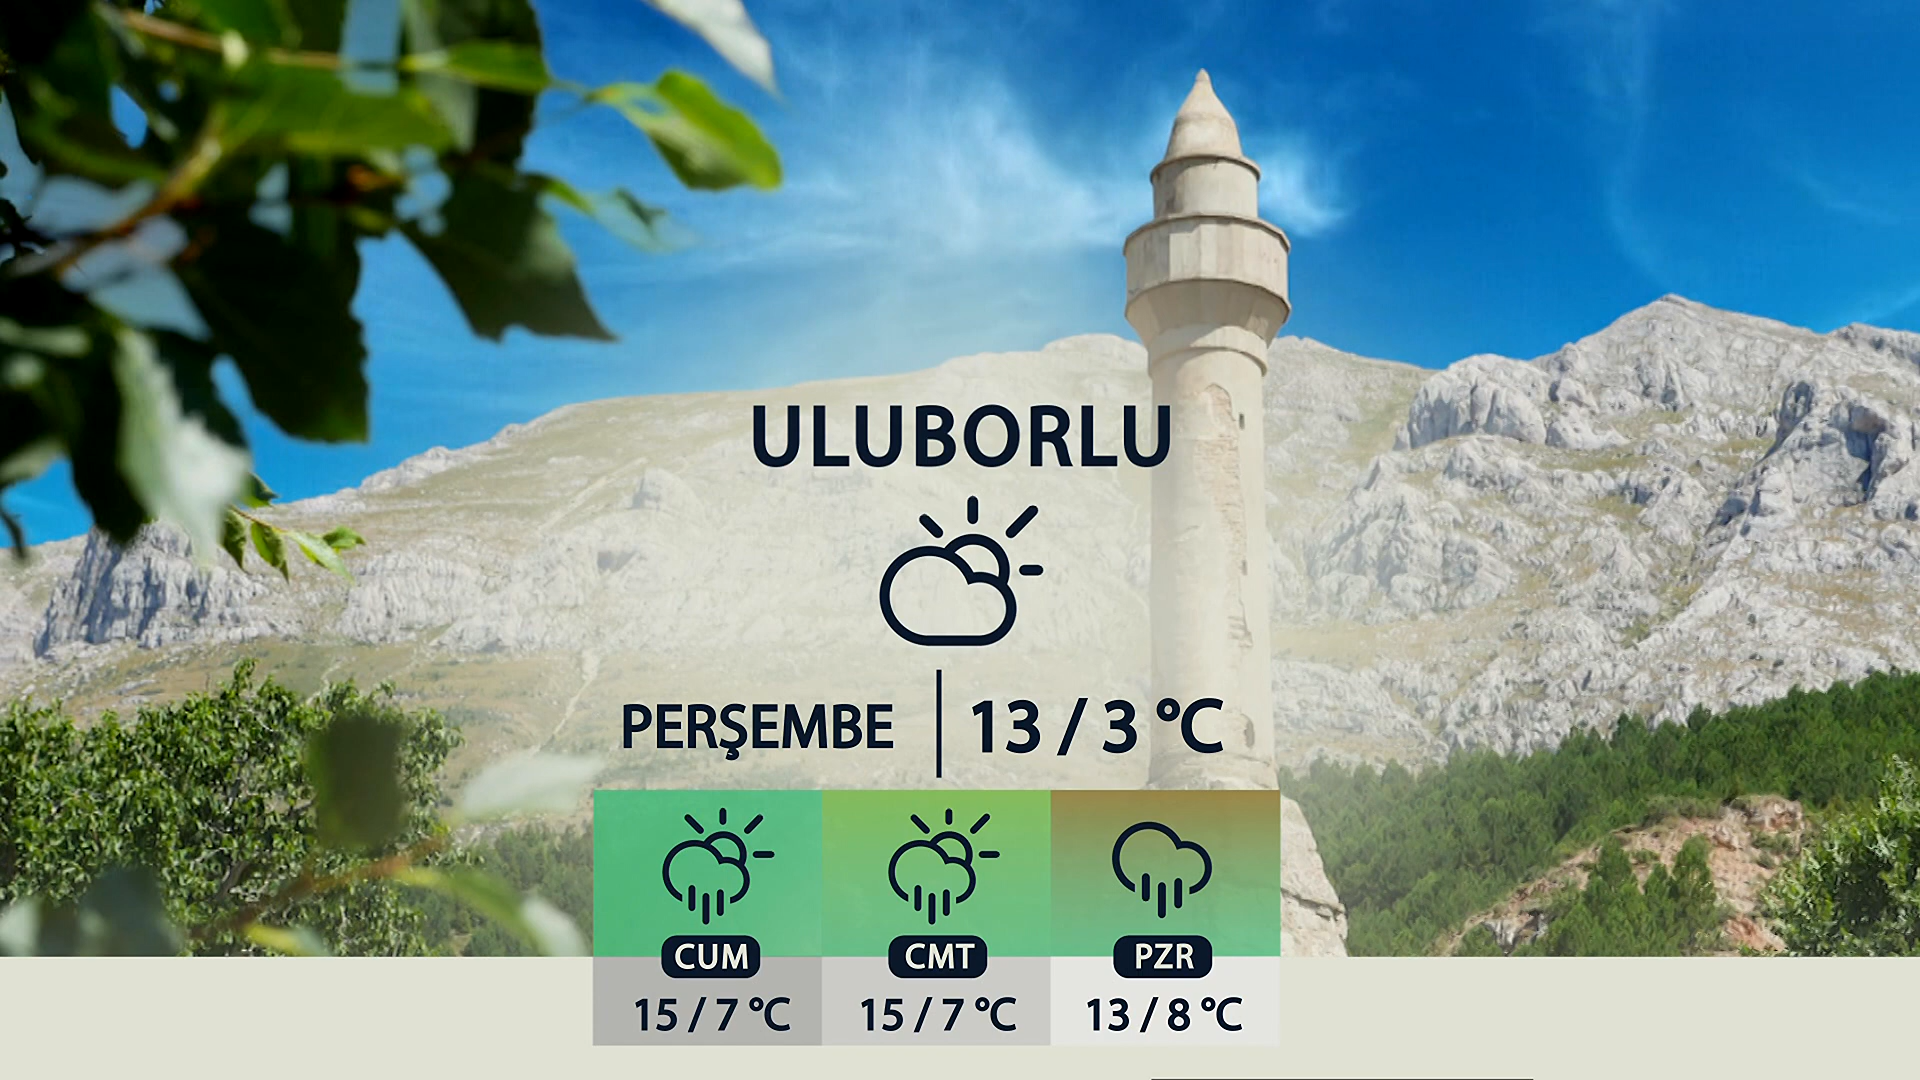 ULUBORLU
PERŞEMBE
13 / 3 °C
CUM
CMT
PZR
15 / 7 °C
15 / 7 °C
13 / 8 °C